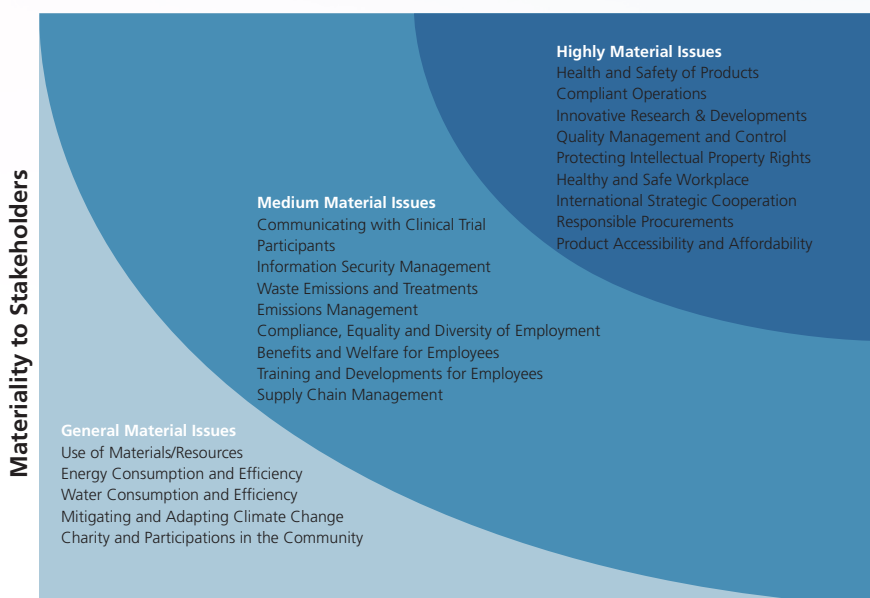 Materiality to Stakeholders
Highly Material Issues
Health and Safety of Products
Compliant Operations
Innovative Research & Developments
Quality Management and Control
Protecting Intellectual Property Rights
Healthy and Safe Workplace
International Strategic Cooperation
Responsible Procurements
Product Accessibility and Affordability
Medium Material Issues
Communicating with Clinical Trial
Participants
Information Security Management
Waste Emissions and Treatments
Emissions Management
Compliance, Equality and Diversity of Employment
Benefits and Welfare for Employees
Training and Developments for Employees
Supply Chain Management
General Material Issues
Use of Materials/Resources
Energy Consumption and Efficiency
Water Consumption and Efficiency
Mitigating and Adapting Climate Change
Charity and Participations in the Community